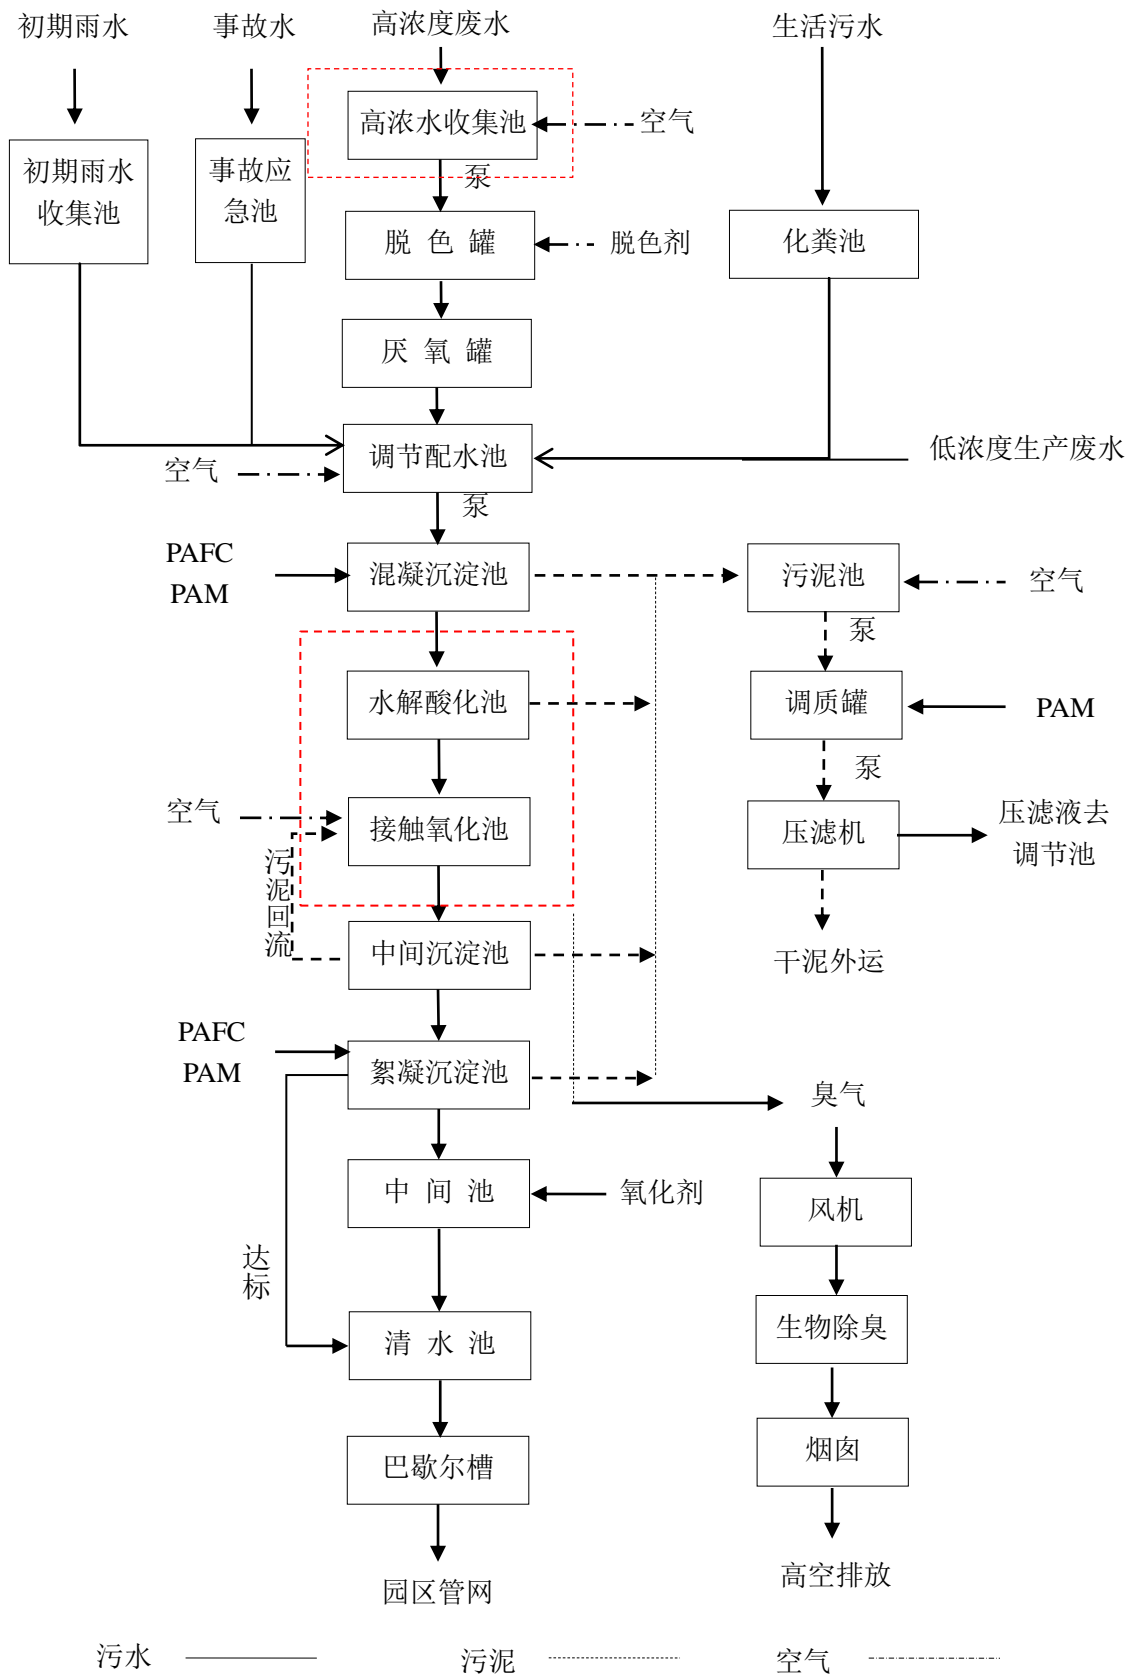 初期雨水
事故水
高浓度废水
生活污水
高浓水收集池
空气
初期雨水
收集池
事故应
急池
泵
脱色罐
脱色剂
化粪池
厌氧罐
调节配水池
空气
低浓度生产废水
泵
PAFC
PAM
混凝沉淀池
污泥池
空气
泵
水解酸化池
调质罐
PAM
泵
空气
接触氧化池
压滤机
压滤液去
调节池
污泥回流
中间沉淀池
干泥外运
PAFC
PAM
絮凝沉淀池
臭气
中间池
氧化剂
风机
达标
清水池
生物除臭
巴歇尔槽
烟囱
园区管网
高空排放
污水
污泥
空气